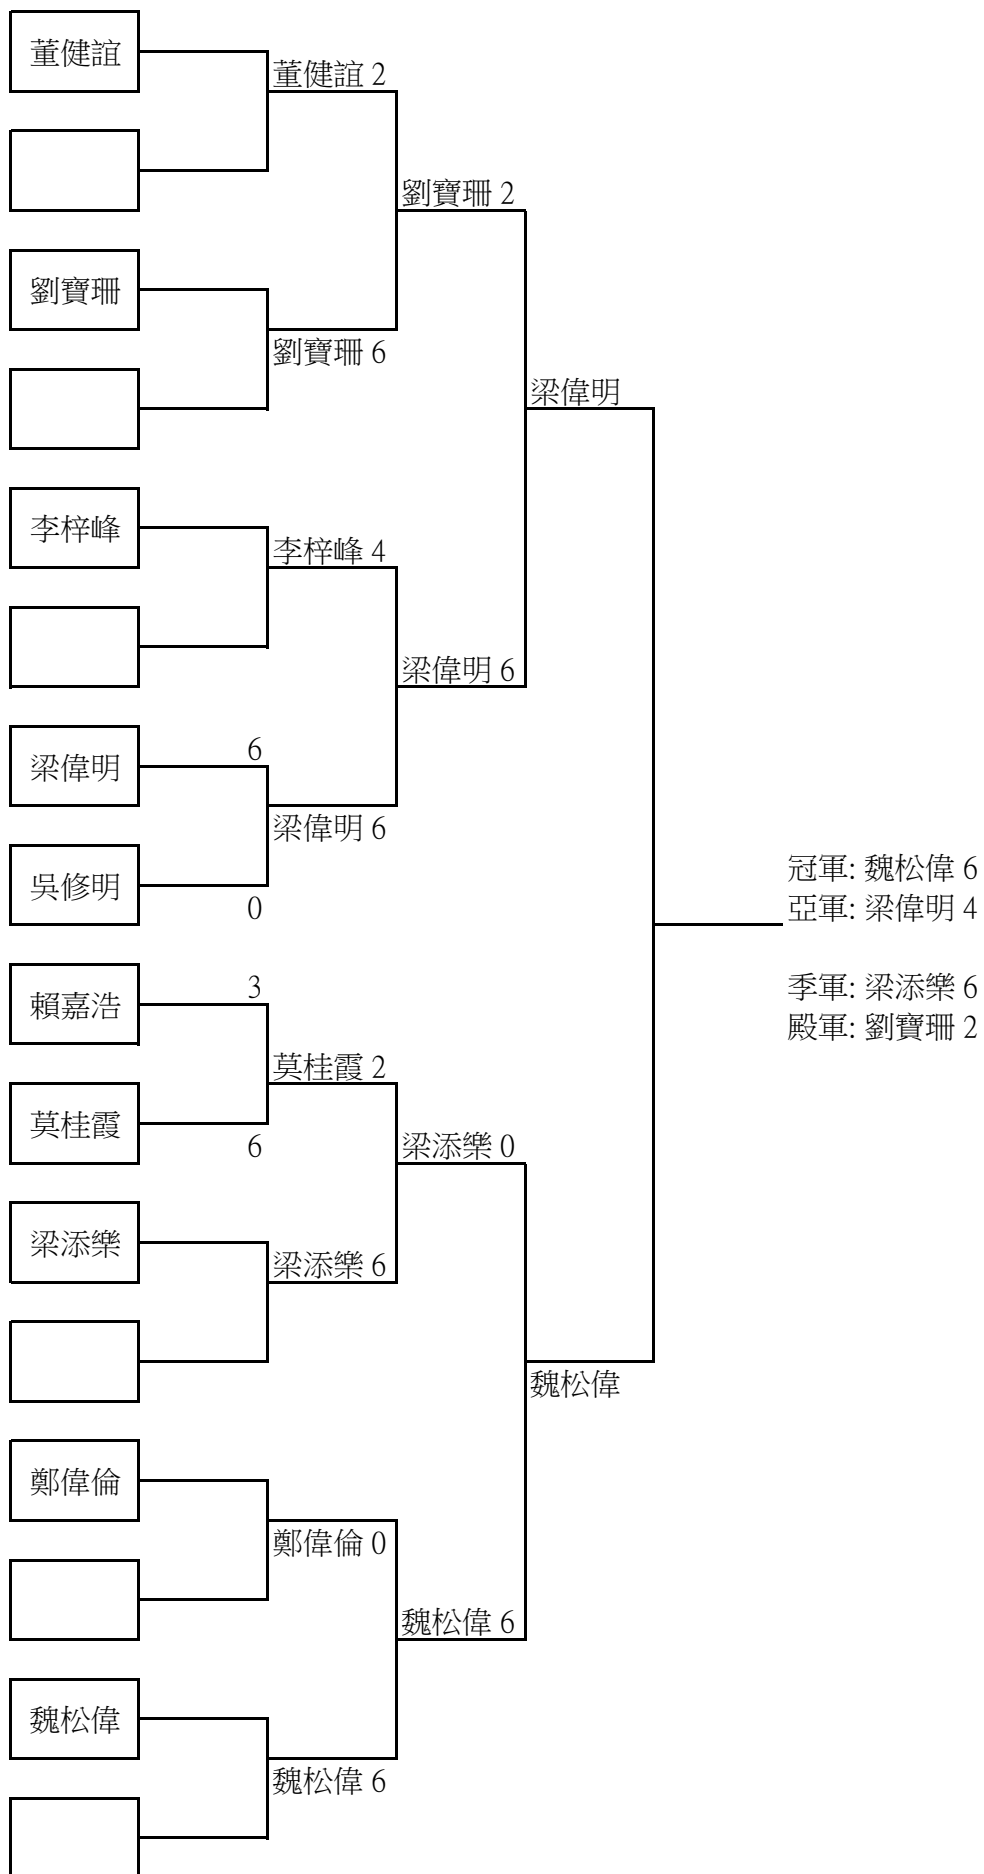 董健誼
董健誼 2
劉寶珊 2
劉寶珊
劉寶珊 6
梁偉明
李梓峰
李梓峰 4
梁偉明 6
6
梁偉明
梁偉明 6
吳修明
0
冠軍: 魏松偉 6
亞軍: 梁偉明 4
季軍: 梁添樂 6
殿軍: 劉寶珊 2
3
賴嘉浩
莫桂霞 2
莫桂霞
6
梁添樂 0
梁添樂
梁添樂 6
魏松偉
鄭偉倫
鄭偉倫 0
魏松偉 6
魏松偉
魏松偉 6